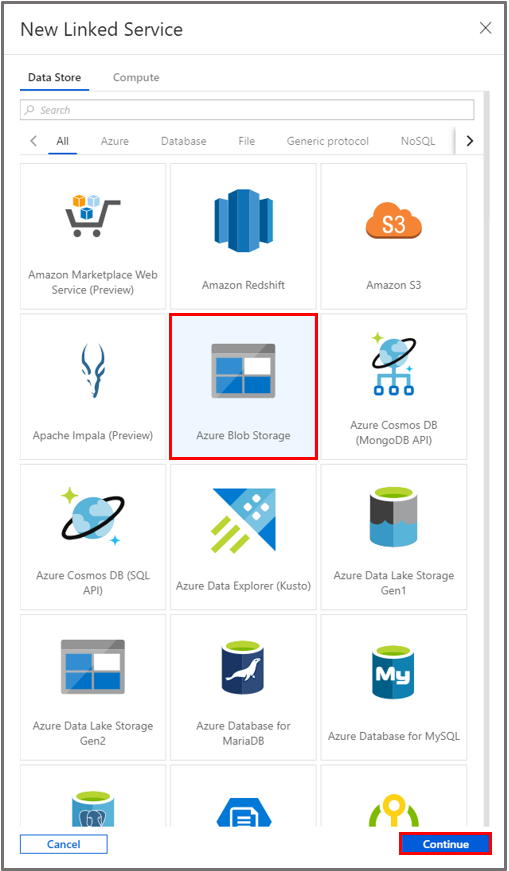 New Linked Service
Data Store
Compute
Search
All
Azure
Database
File
Generic protocol
NoSQL
Amazon Marketplace Web
Service (Preview)
Amazon Redshift
S3
Amazon S3
Apache Impala (Preview)
Azure Blob Storage
Azure Cosmos DB
(MongoDB API)
Azure Cosmos DB (SQL
API)
Azure Data Explorer (Kusto)
Azure Data Lake Storage
Gen1
Azure Data Lake Storage
Gen2
Azure Database for
MariaDB
My
Azure Database for MySQL
Cancel
Continue